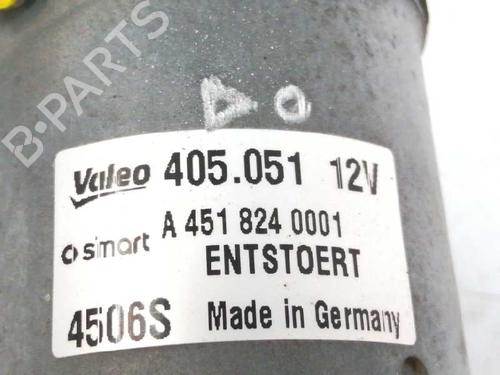 B-PARTS
D O
Valeo 405.051 12V
smart A 451 824 0001
ENTSTOERT
4506S Made in Germany